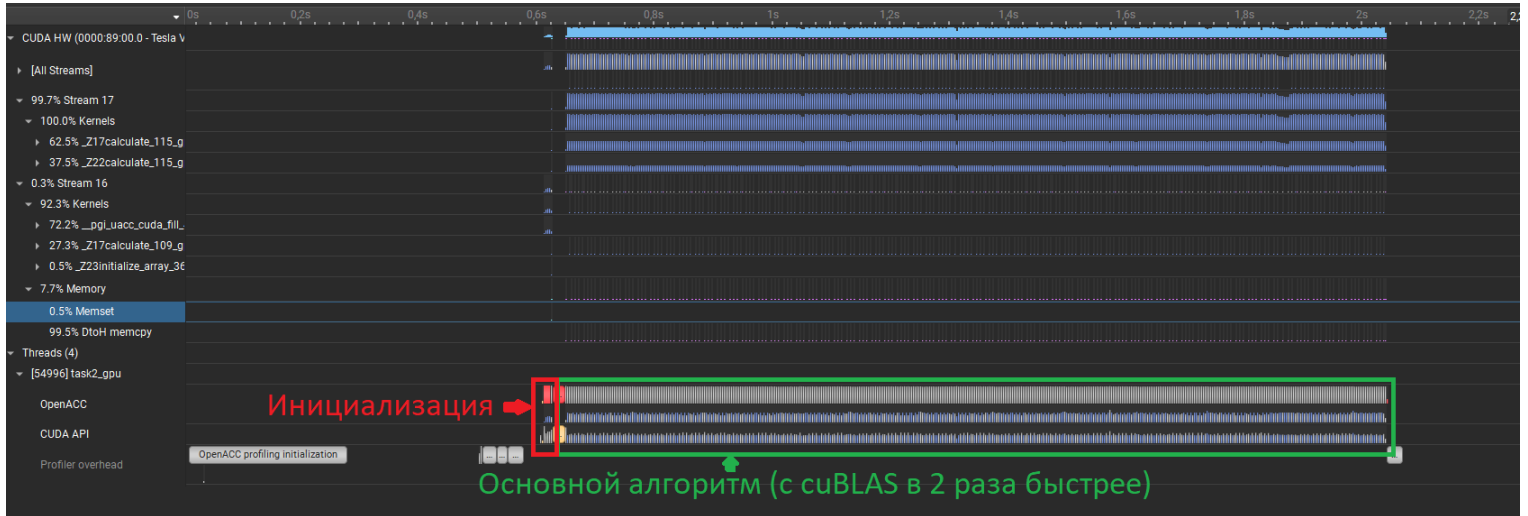 0s 0,2s 0,4s 0,6s 0,8s 1s 1,2s 1,4s 1,6s 1,8s 2s 2,2s 2,
CUDA HW (0000:89:00.0 - Tesla V
[All Streams]
99.7% Stream 17
100.0% Kernels
62.5% _Z17calculate_115_g
37.5% _Z22calculate_115_g
0.3% Stream 16
92.3% Kernels
72.2% __pgi_uacc_cuda_fill_
27.3% _Z17calculate_109_g
0.5% _Z23initialize_array_36
7.7% Memory
0.5% Memset
99.5% DtoH memcpy
Threads (4)
[54996] task2_gpu
OpenACC
Инициализация
CUDA API
Profiler overhead
OpenACC profiling initialization
... ... ...
Основной алгоритм (с cuBLAS в 2 раза быстрее)